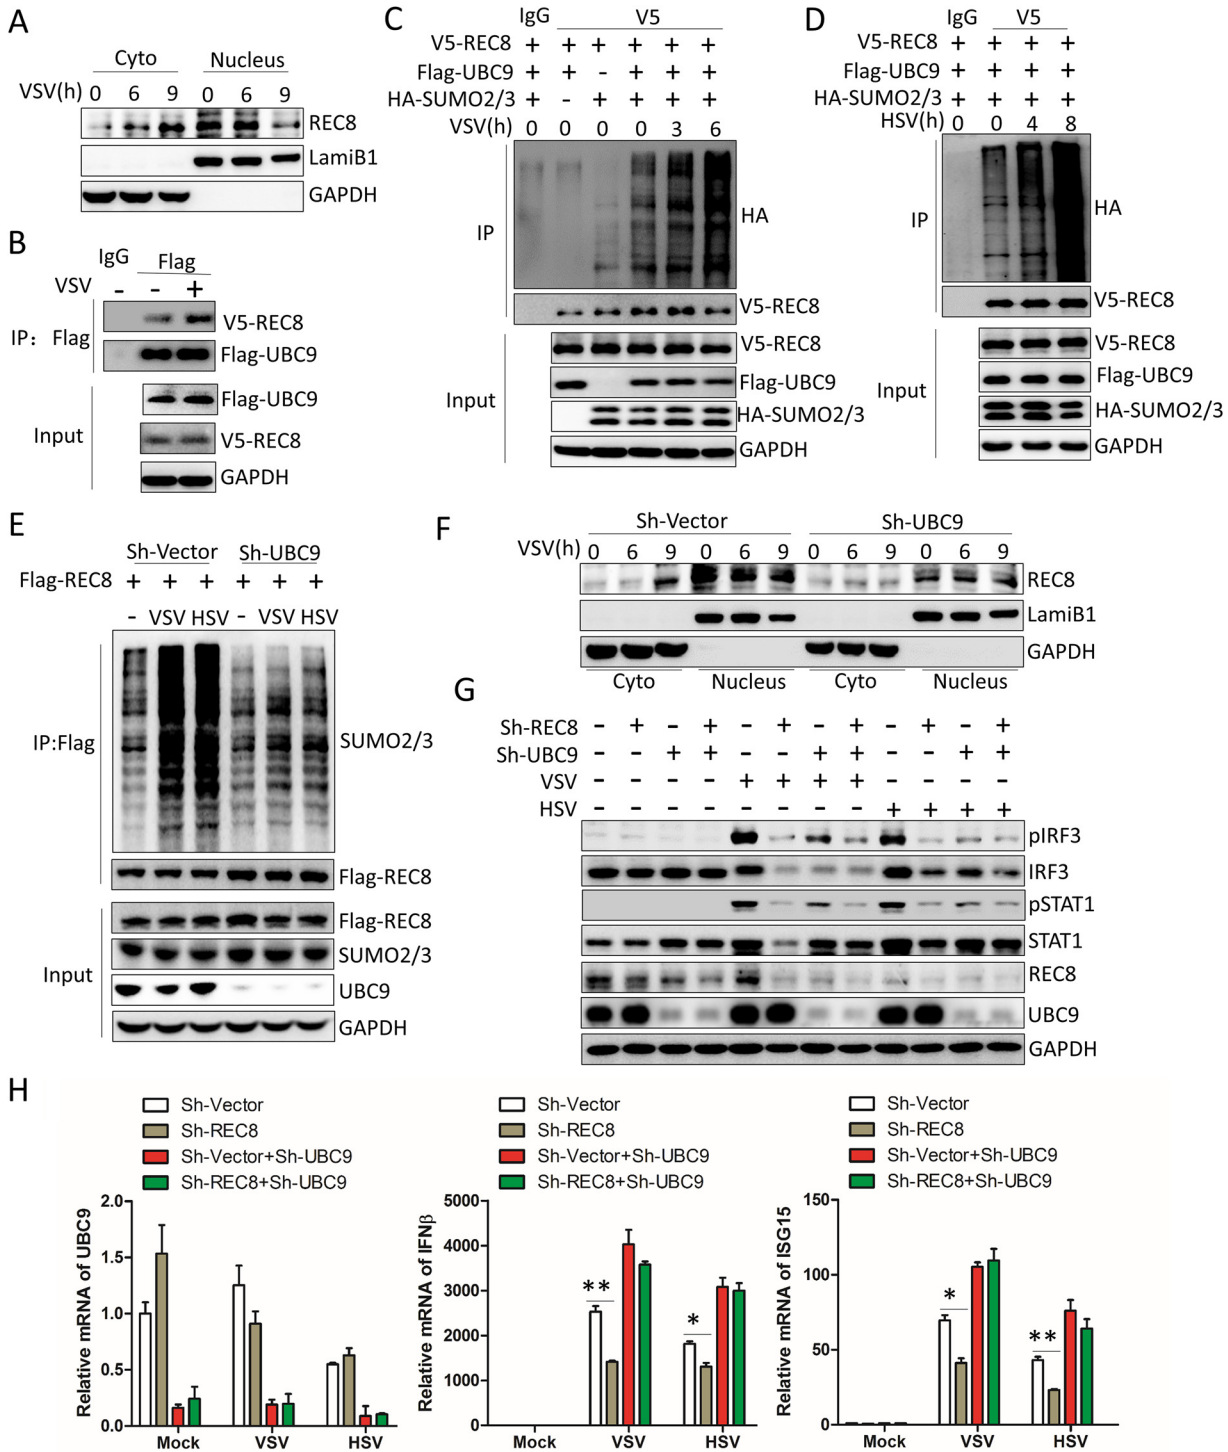 A
Cyto Nucleus
VSV(h) 0 6 9 0 6 9
REC8
LamiB1
GAPDH
B
IgG Flag
VSV - - +
IP: Flag
V5-REC8
Flag-UBC9
Input
Flag-UBC9
V5-REC8
GAPDH
C
IgG V5
V5-REC8 + + + + + +
Flag-UBC9 + + - + + +
HA-SUMO2/3 + - + + + +
VSV(h) 0 0 0 0 3 6
IP
HA
V5-REC8
Input
V5-REC8
Flag-UBC9
HA-SUMO2/3
GAPDH
D
IgG V5
V5-REC8 + + + +
Flag-UBC9 + + + +
HA-SUMO2/3 + + + +
HSV(h) 0 0 4 8
IP
HA
V5-REC8
Input
V5-REC8
Flag-UBC9
HA-SUMO2/3
GAPDH
E
Sh-Vector Sh-UBC9
Flag-REC8 + + + + + +
- VSV HSV - VSV HSV
IP:Flag
SUMO2/3
Flag-REC8
Input
Flag-REC8
SUMO2/3
UBC9
GAPDH
F
Sh-Vector Sh-UBC9
VSV(h) 0 6 9 0 6 9 0 6 9 0 6 9
REC8
LamiB1
GAPDH
Cyto Nucleus Cyto Nucleus
G
Sh-REC8 - + - + - + - + - + - +
Sh-UBC9 - - + + - - + + - - + +
VSV - - - - + + + + - - - -
HSV - - - - - - - - + + + +
pIRF3
IRF3
pSTAT1
STAT1
REC8
UBC9
GAPDH
H
Sh-Vector
Sh-REC8
Sh-Vector+Sh-UBC9
Sh-REC8+Sh-UBC9
Relative mRNA of UBC9
2.0
1.5
1.0
0.5
0.0
Mock VSV HSV
Sh-Vector
Sh-REC8
Sh-Vector+Sh-UBC9
Sh-REC8+Sh-UBC9
Relative mRNA of IFNβ
5000
4000
3000
2000
1000
0
**
*
Mock VSV HSV
Sh-Vector
Sh-REC8
Sh-Vector+Sh-UBC9
Sh-REC8+Sh-UBC9
Relative mRNA of ISG15
150
100
50
0
*
**
Mock VSV HSV